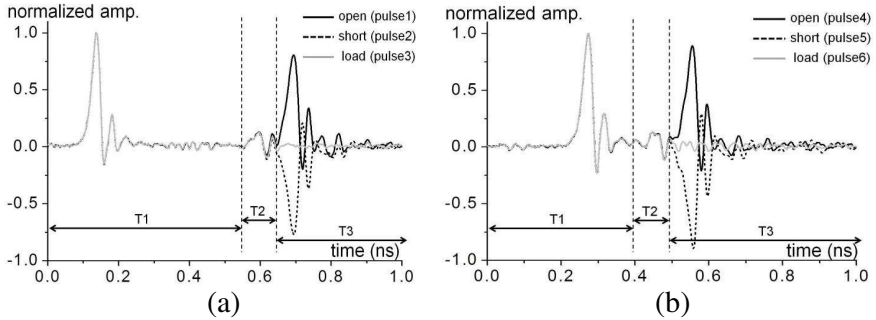 normalized amp.
1.0
0.5
0.0
-0.5
-1.0
open (pulse1)
short (pulse2)
load (pulse3)
T1
T2
T3
time (ns)
0.0 0.2 0.4 0.6 0.8 1.0
(a)
normalized amp.
1.0
0.5
0.0
-0.5
-1.0
open (pulse4)
short (pulse5)
load (pulse6)
T1
T2
T3
time (ns)
0.0 0.2 0.4 0.6 0.8 1.0
(b)